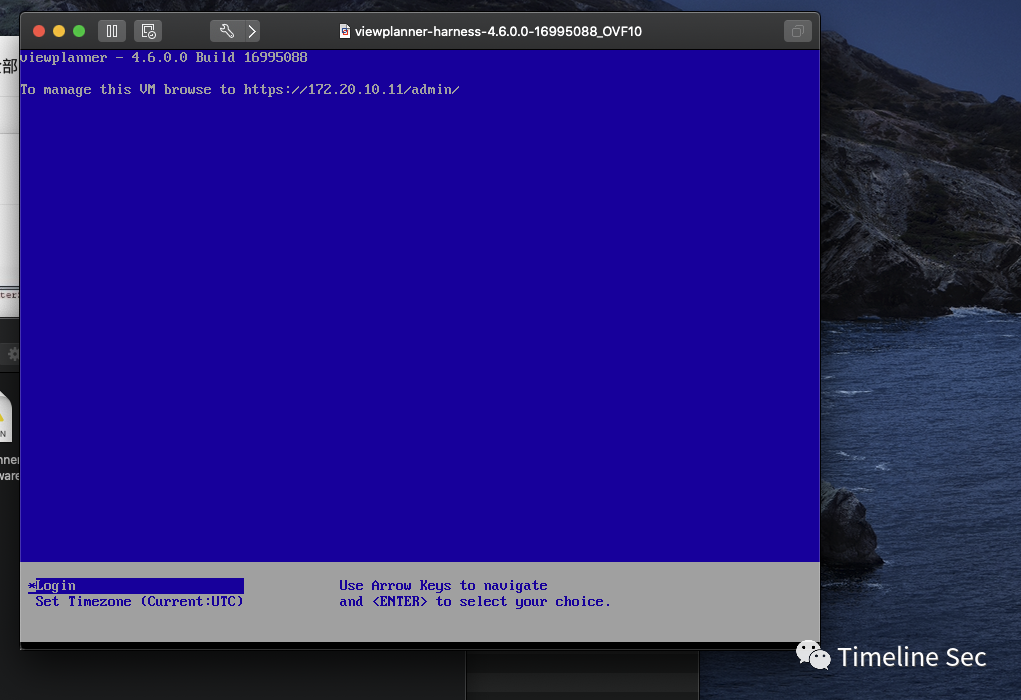 viewplanner-harness-4.6.0.0-16995088_OVF10
viewplanner - 4.6.0.0 Build 16995088
To manage this VM browse to https://172.20.10.11/admin/
*Login
Set Timezone (Current:UTC)
Use Arrow Keys to navigate
and <ENTER> to select your choice.
Timeline Sec